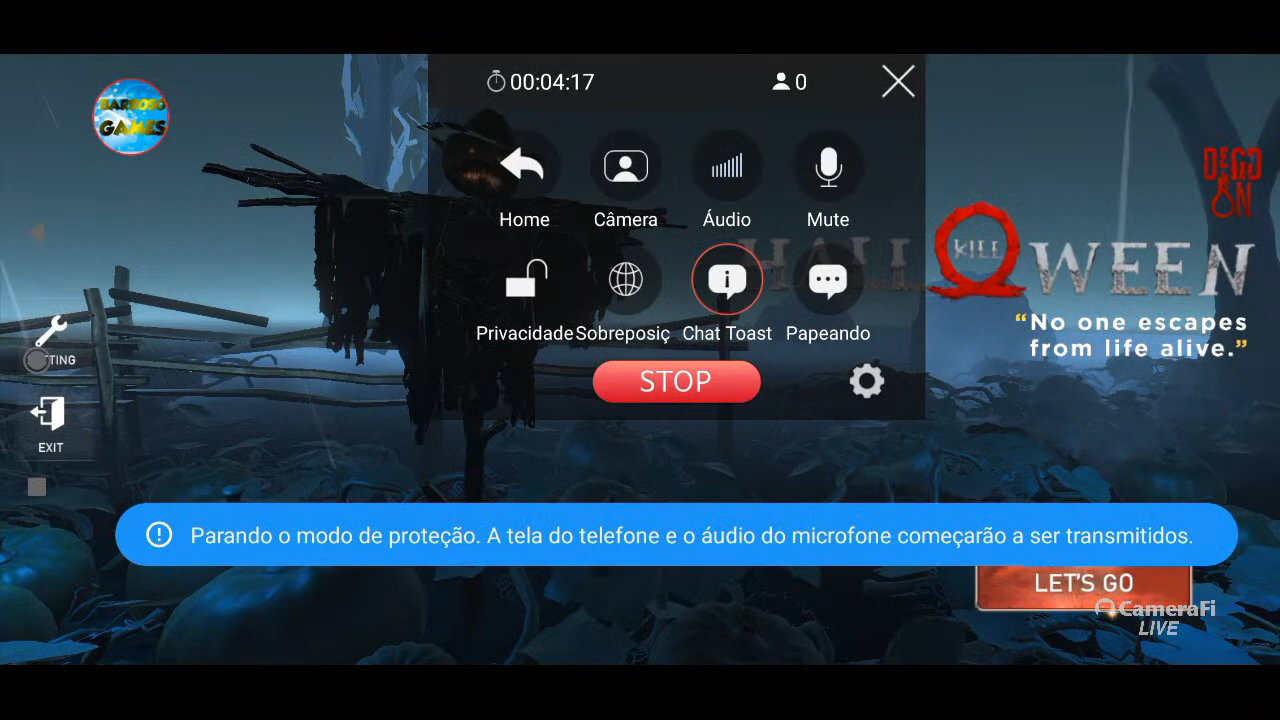 00:04:17
0
BARBOSO
GAMES
Home
Câmera
Áudio
Mute
DECGDON
HALL KILL WEEN
“No one escapes
from life alive.”
Privacidade
Sobreposiç
Chat Toast
Papeando
TING
STOP
EXIT
Parando o modo de proteção. A tela do telefone e o áudio do microfone começarão a ser transmitidos.
LET'S GO
CameraFi
LIVE